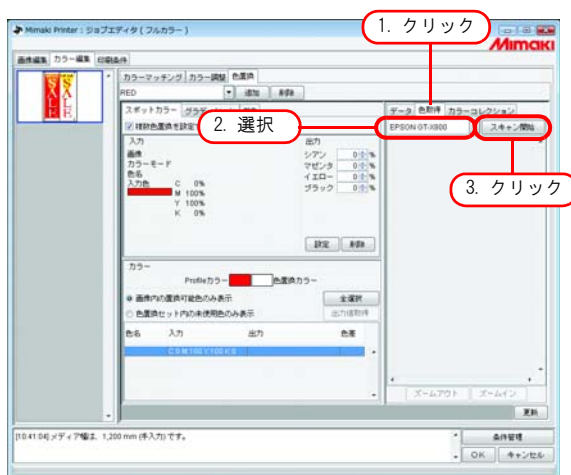 Mimaki Printer : ジョブエディタ ( フルカラー )
1. クリック
Mimaki
画像編集 カラー編集 印刷条件
カラーマッチング カラー調整 色置換
RED 追加 削除
スポットカラー
データ 色取得 カラーコレクション
2. 選択
EPSON GT-X900 スキャン開始
3. クリック
入力
画像
カラーモード
色名
入力色 C 0%
M 100%
Y 100%
K 0%
出力
シアン 0 %
マゼンタ 0 %
イエロー 0 %
ブラック 0 %
設定 削除
カラー
Profileカラー 色置換カラー
画像内の置換可能色のみ表示 全選択
色置換セット内の未使用色のみ表示 出力値取得
色名 入力 出力 色差
C:0 M:100 Y:100 K:0
ズームアウト ズームイン
更新
[10:41:04] メディア幅は、1,200 mm (手入力) です。
条件管理
OK キャンセル
SALE
SALE